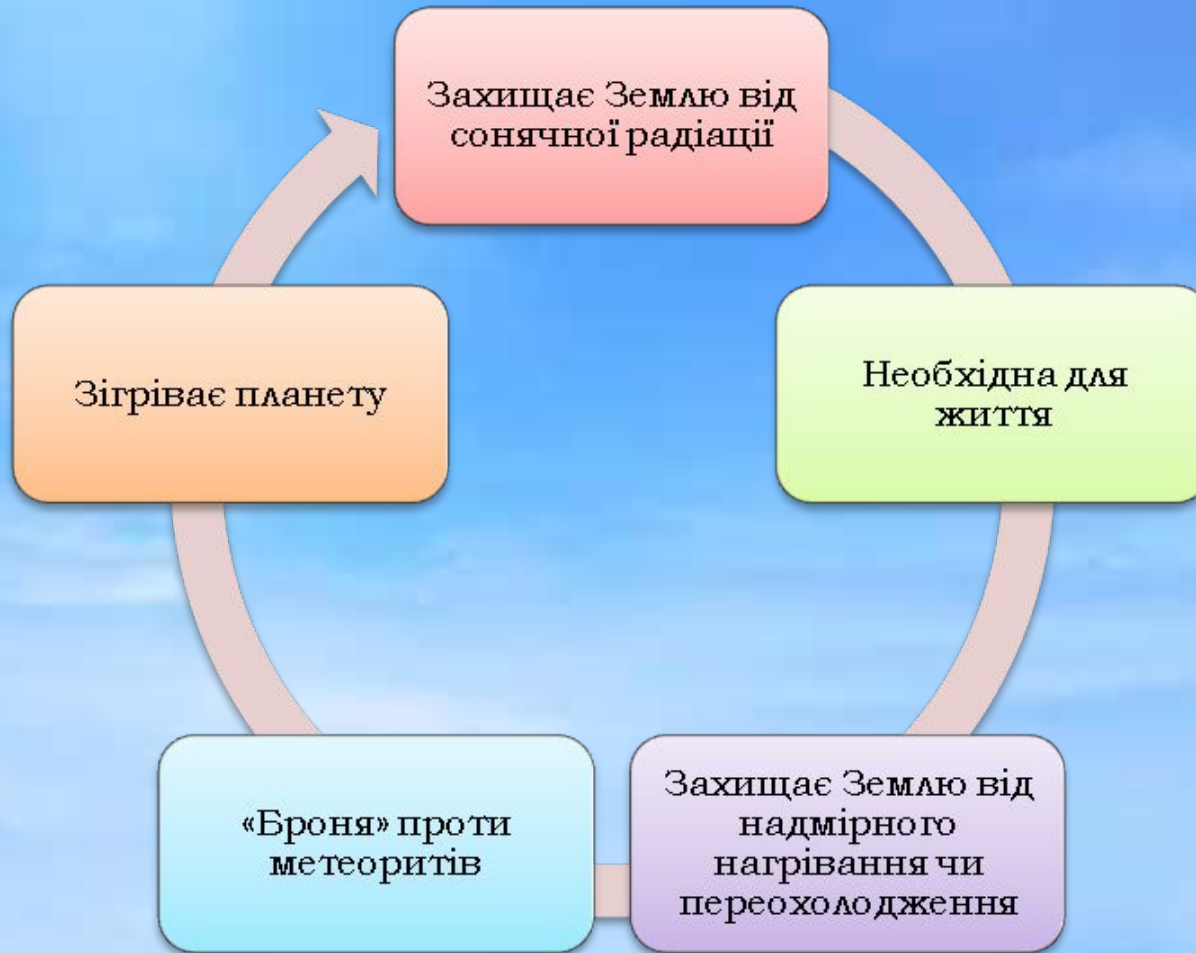 Захищає Землю від
сонячної радіації
Необхідна для
життя
Захищає Землю від
надмірного
нагрівання чи
переохолодження
«Броня» проти
метеоритів
Зігріває планету